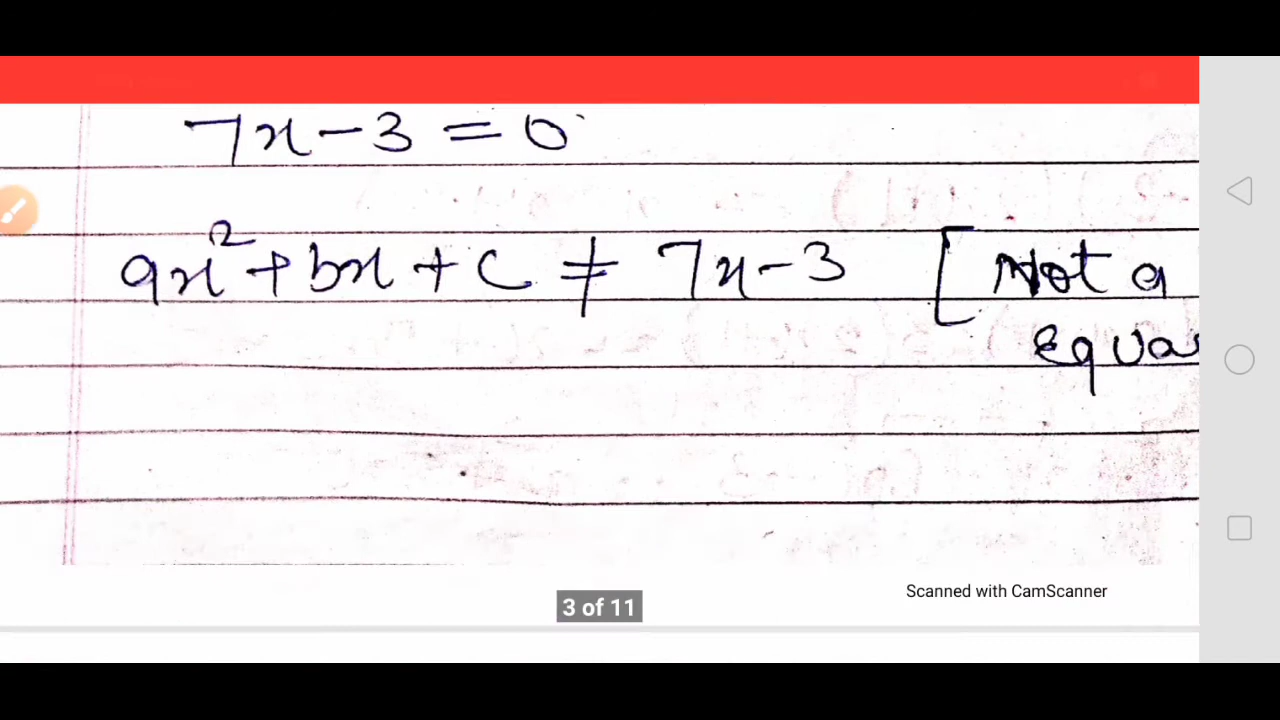 7x - 3 = 0
ax² + bx + c ≠ 7x - 3 [Not a
Equa
Scanned with CamScanner
3 of 11